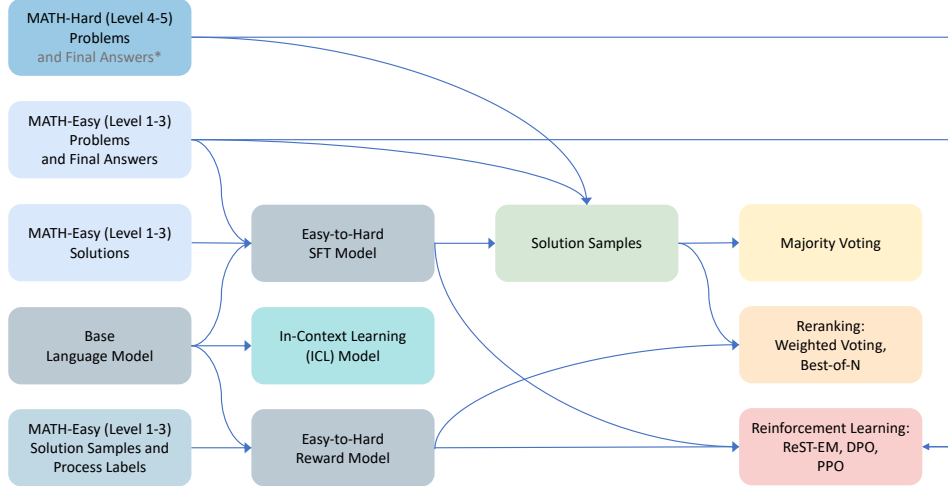 MATH-Hard (Level 4-5)
Problems
and Final Answers*
MATH-Easy (Level 1-3)
Problems
and Final Answers
MATH-Easy (Level 1-3)
Solutions
Easy-to-Hard
SFT Model
Solution Samples
Majority Voting
Base
Language Model
In-Context Learning
(ICL) Model
Reranking:
Weighted Voting,
Best-of-N
MATH-Easy (Level 1-3)
Solution Samples and
Process Labels
Easy-to-Hard
Reward Model
Reinforcement Learning:
ReST-EM, DPO,
PPO